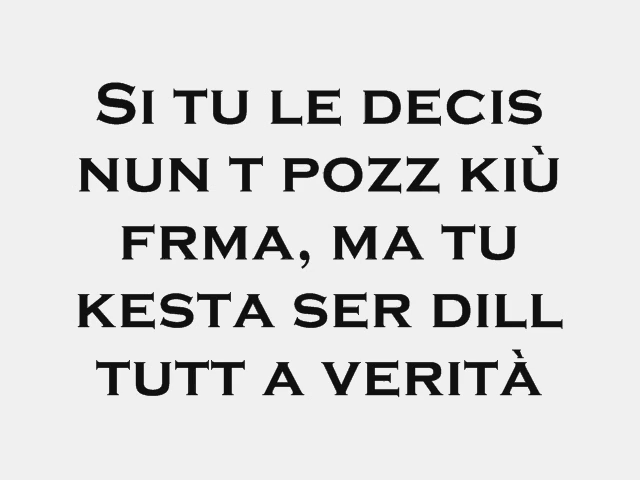 Si tu le decis
nun t pozz kiù
frma, ma tu
kesta ser dill
tutt a verità